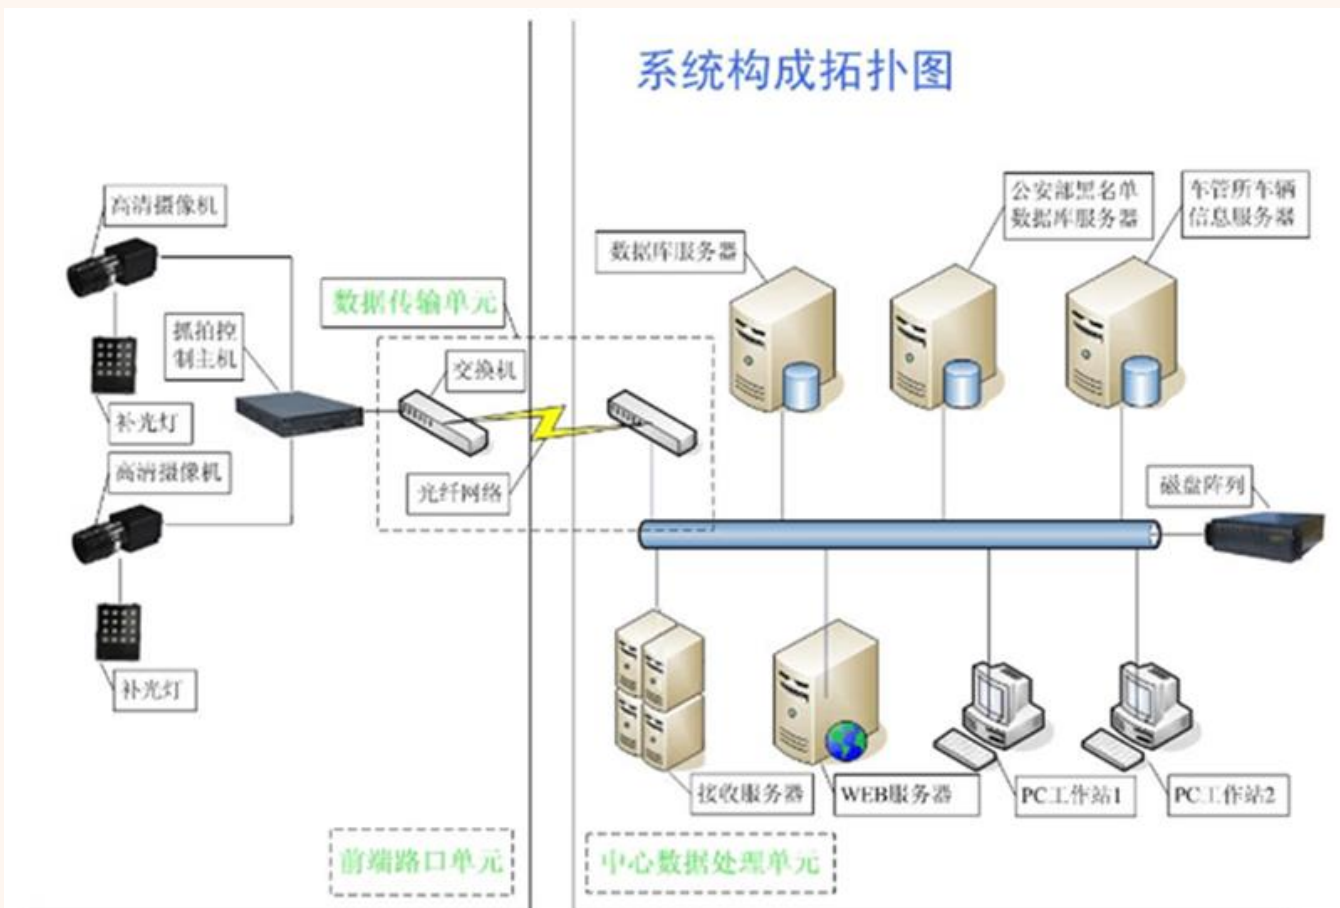 系统构成拓扑图
高清摄像机
公安部黑名单
数据库服务器
车管所车辆
信息服务器
数据库服务器
数据传输单元
抓拍控
制主机
交换机
补光灯
高清摄像机
光纤网络
磁盘阵列
补光灯
接收服务器
WEB服务器
PC工作站1
PC工作站2
前端路口单元
中心数据处理单元